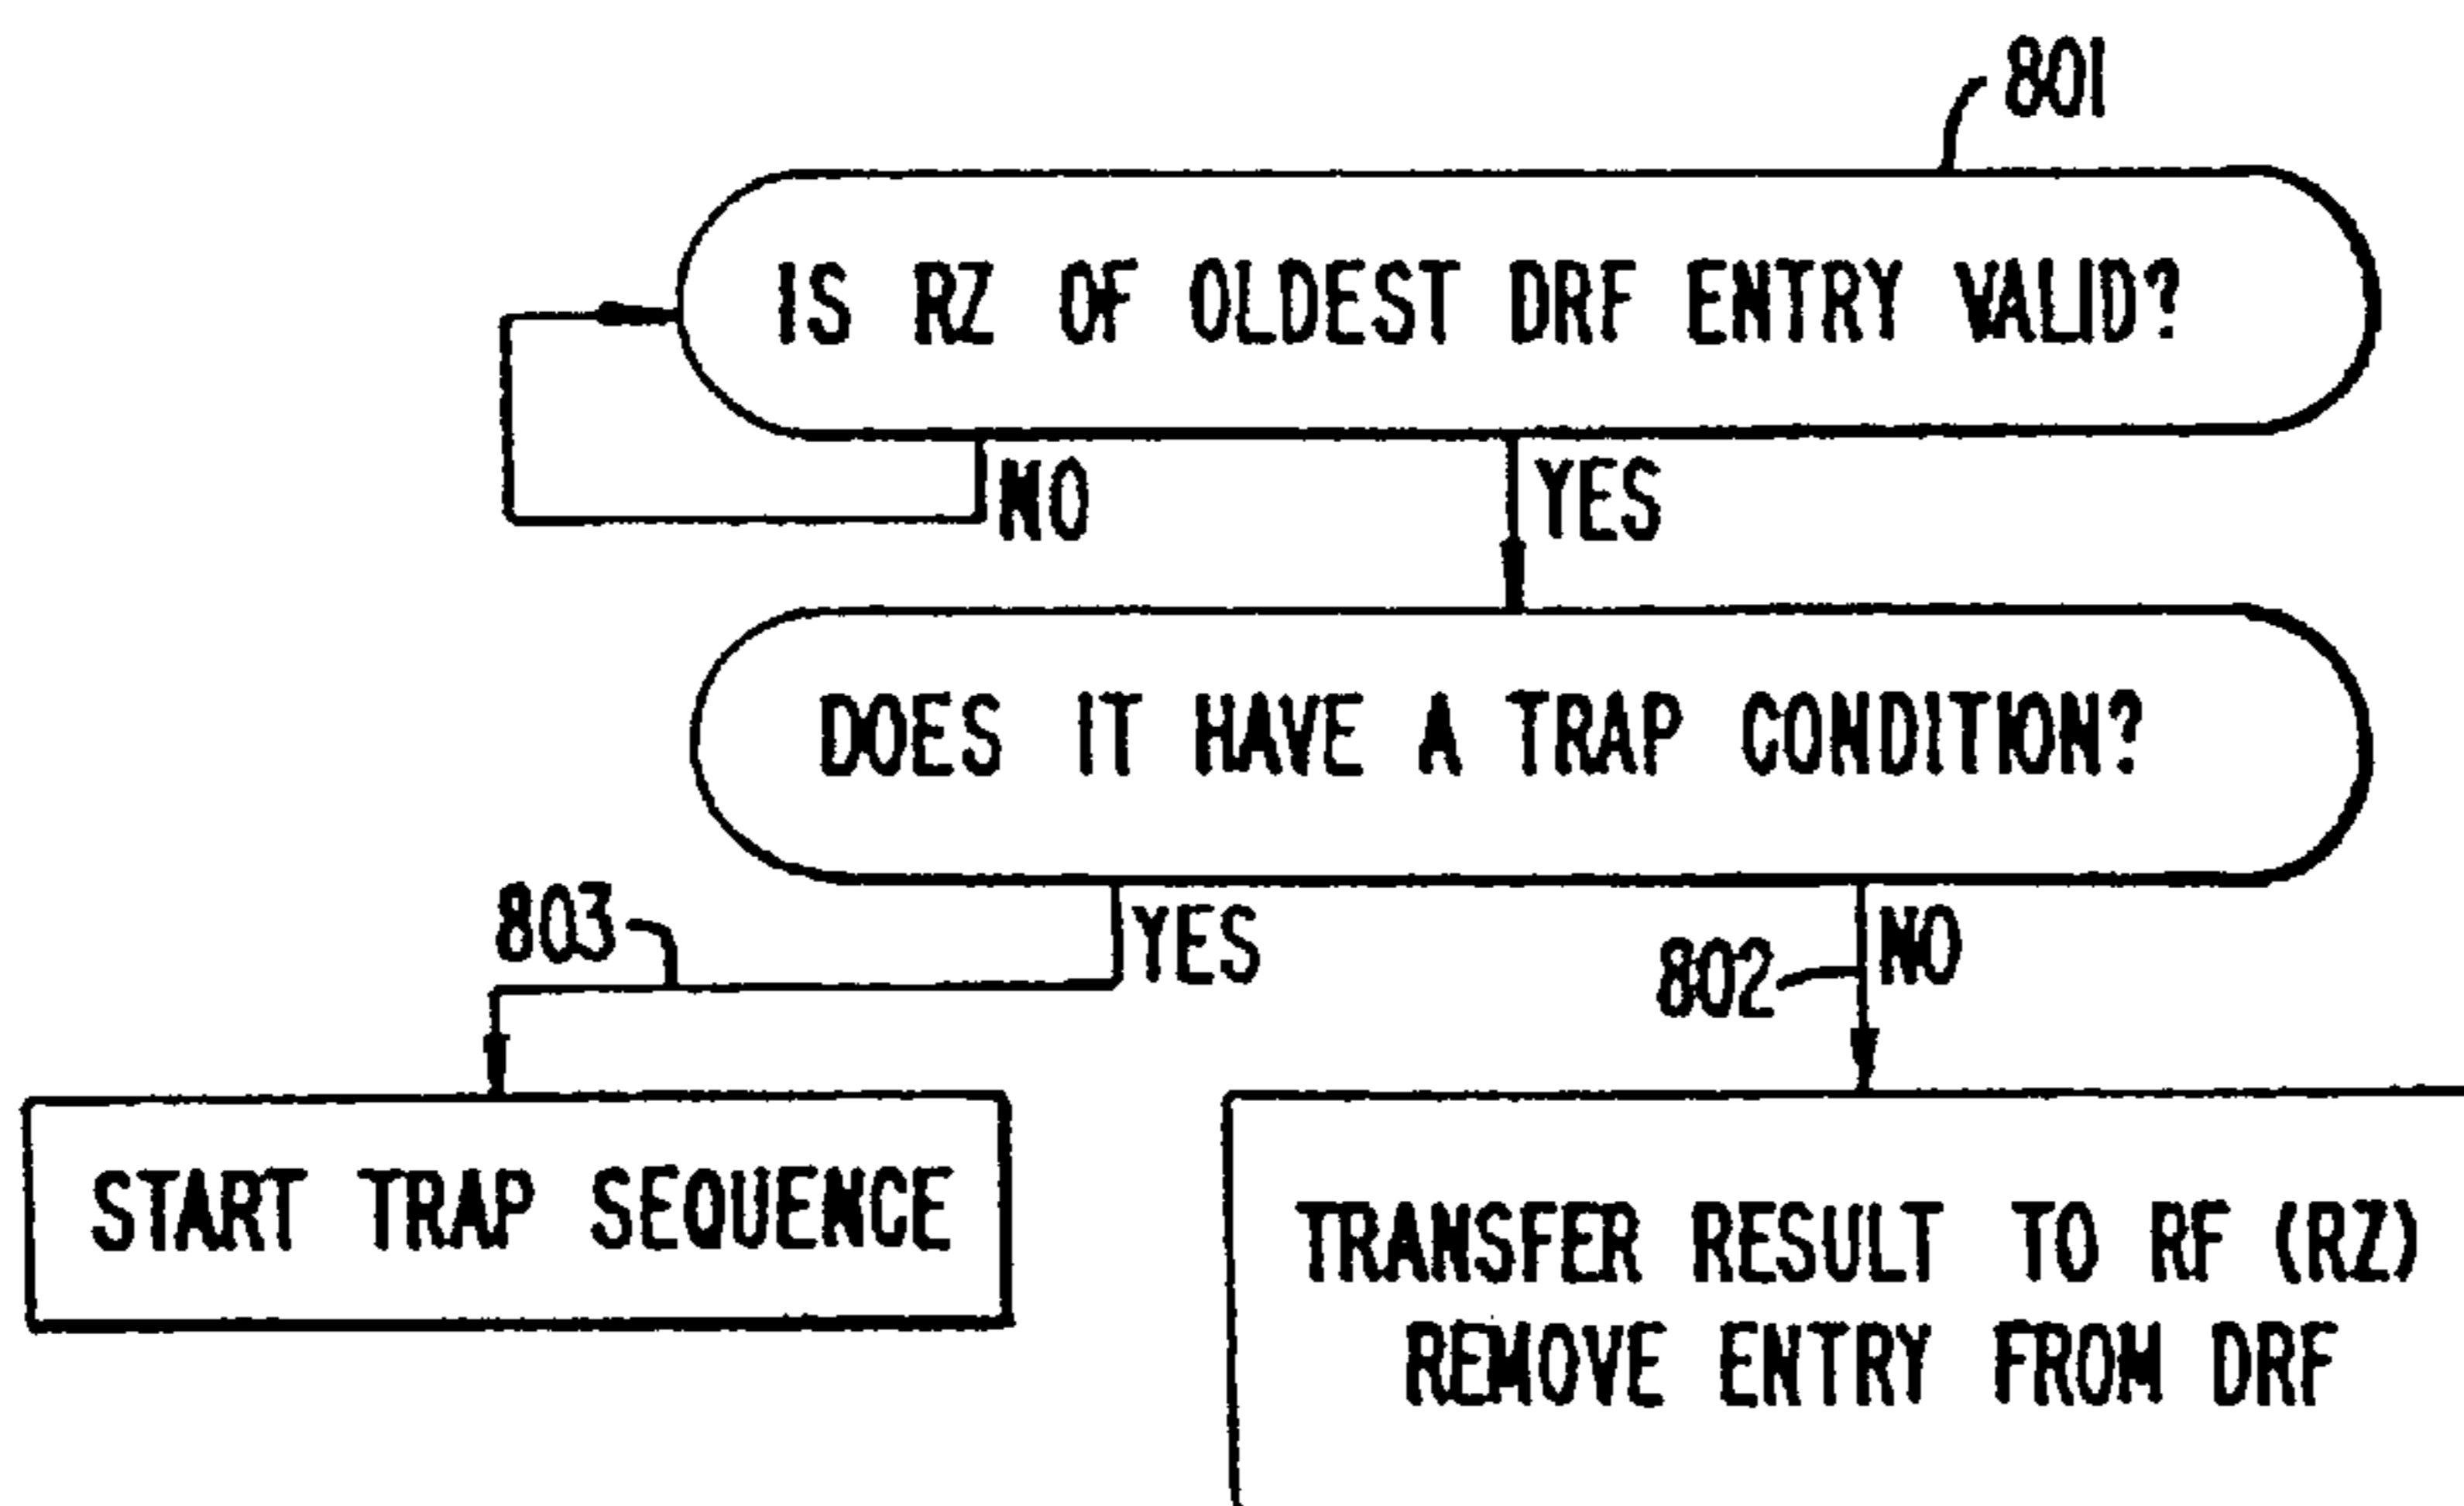 801
IS RZ OF OLDEST DRF ENTRY VALID?
NO
YES
DOES IT HAVE A TRAP CONDITION?
803
YES
802
NO
START TRAP SEQUENCE
TRANSFER RESULT TO RF (RZ)
REMOVE ENTRY FROM DRF